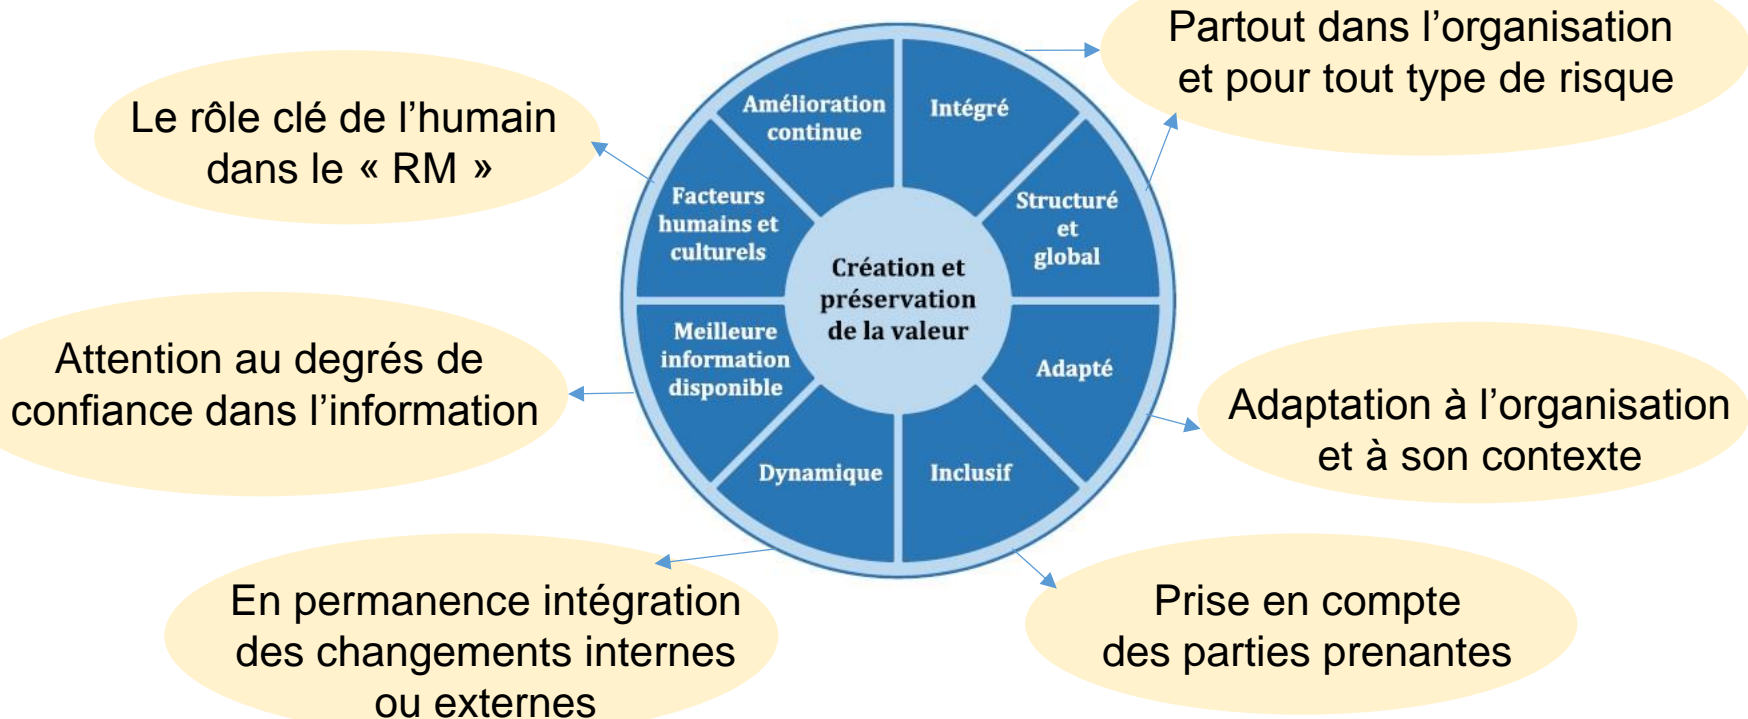 Partout dans l’organisation
et pour tout type de risque
Le rôle clé de l’humain
dans le « RM »
Amélioration
continue
Intégré
Facteurs
humains et
culturels
Structuré
et
global
Création et
préservation
de la valeur
Meilleure
information
disponible
Adapté
Dynamique
Inclusif
Attention au degrés de
confiance dans l’information
Adaptation à l’organisation
et à son contexte
En permanence intégration
des changements internes
ou externes
Prise en compte
des parties prenantes